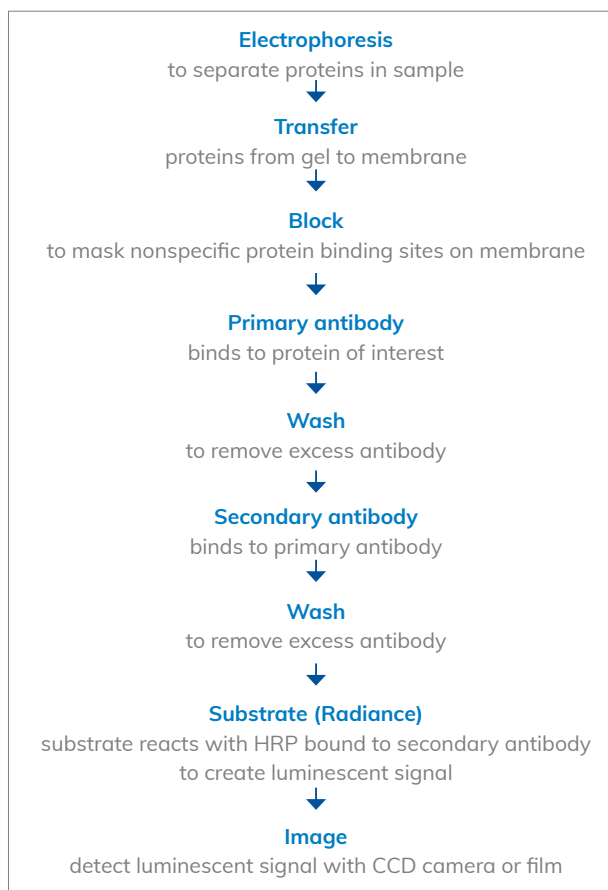 Electrophoresis
to separate proteins in sample
Transfer
proteins from gel to membrane
Block
to mask nonspecific protein binding sites on membrane
Primary antibody
binds to protein of interest
Wash
to remove excess antibody
Secondary antibody
binds to primary antibody
Wash
to remove excess antibody
Substrate (Radiance)
substrate reacts with HRP bound to secondary antibody
to create luminescent signal
Image
detect luminescent signal with CCD camera or film